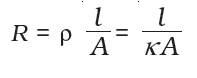 R = ρ l/A = l/κA